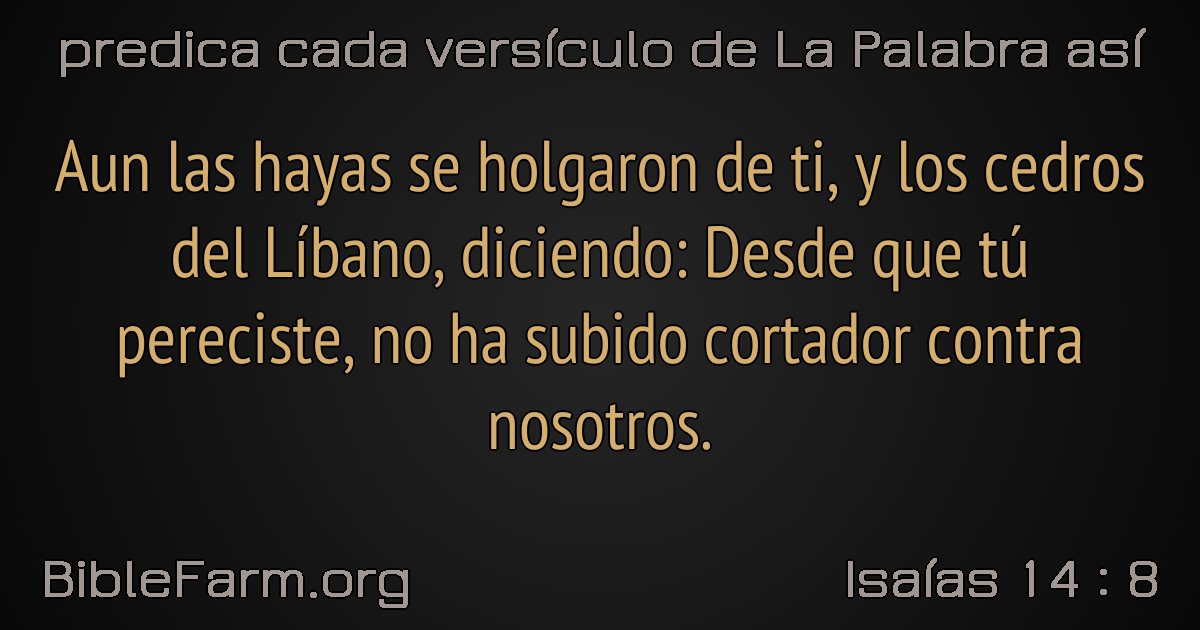 predica cada versículo de La Palabra así
Aun las hayas se holgaron de ti, y los cedros
del Líbano, diciendo: Desde que tú
pereciste, no ha subido cortador contra
nosotros.
BibleFarm.org
Isaías 14 : 8